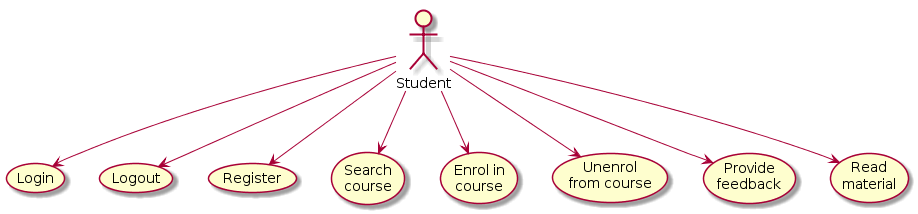 Student
Login
Logout
Register
Search
course
Enrol in
course
Unenrol
from course
Provide
feedback
Read
material